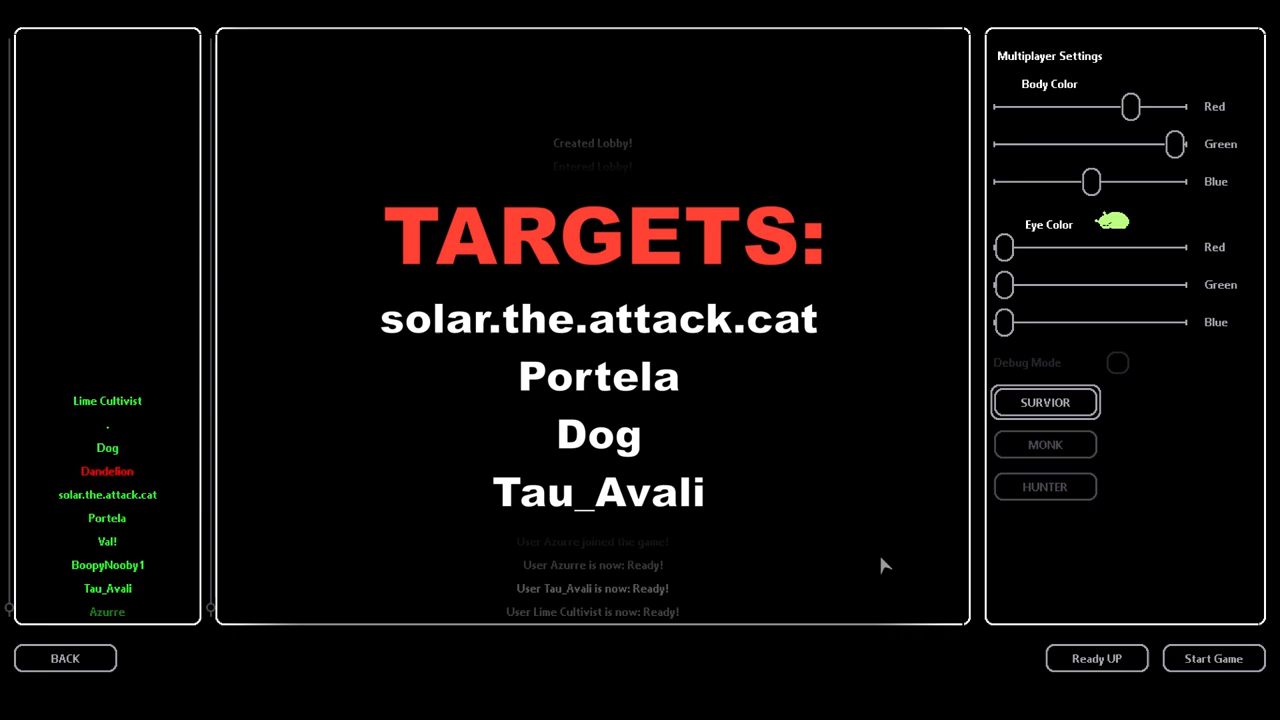 Lime Cultivist
.
Dog
Dandelion
solar.the.attack.cat
Portela
Val!
BoopyNooby1
Tau_Avali
Azurre
BACK
Created Lobby!
Entered Lobby!
TARGETS:
solar.the.attack.cat
Portela
Dog
Tau_Avali
User Azurre joined the game!
User Azurre is now: Ready!
User Tau_Avali is now: Ready!
User Lime Cultivist is now: Ready!
Multiplayer Settings
Body Color
Red
Green
Blue
Eye Color
Red
Green
Blue
Debug Mode
SURVIOR
MONK
HUNTER
Ready UP
Start Game